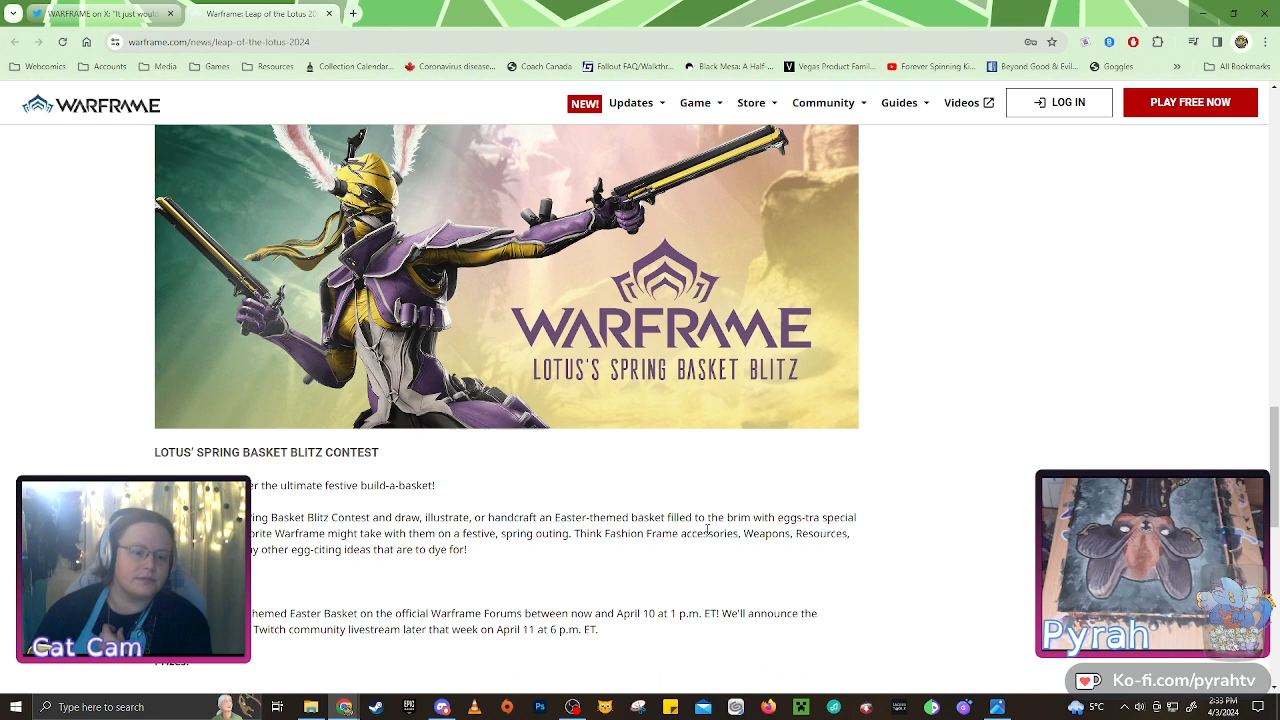 Warframe on X: "It just would
Warframe: Leap of the Lotus 20
warframe.com/news/leap-of-the-lotus-2024
Webcomics Accounts Media Games Resources Collection Calendar... Coronavirus disease... Coach Canada Fallout FAQ/Walkthr... Black Mesa: A Half -... Vegas Product Famil... Forever Spinning Ki... Beyond Good & Evil... Goggles » All Bookmarks
WARFRAME NEW! Updates Game Store Community Guides Videos LOG IN PLAY FREE NOW
WARFRAME
LOTUS'S SPRING BASKET BLITZ
LOTUS' SPRING BASKET BLITZ CONTEST
er the ultimate festive build-a-basket!
ing Basket Blitz Contest and draw, illustrate, or handcraft an Easter-themed basket filled to the brim with eggs-tra special
orite Warframe might take with them on a festive, spring outing. Think Fashion Frame accessories, Weapons, Resources,
y other egg-citing ideas that are to dye for!
hemed Easter Basket on the official Warframe Forums between now and April 10 at 1 p.m. ET! We'll announce the
Twitch community livestream later that week on April 11 at 6 p.m. ET.
Prizes:
Cat Cam
Pyrah
Ko-fi.com/pyrahtv
Type here to search
5°C
2:33 PM
4/3/2024